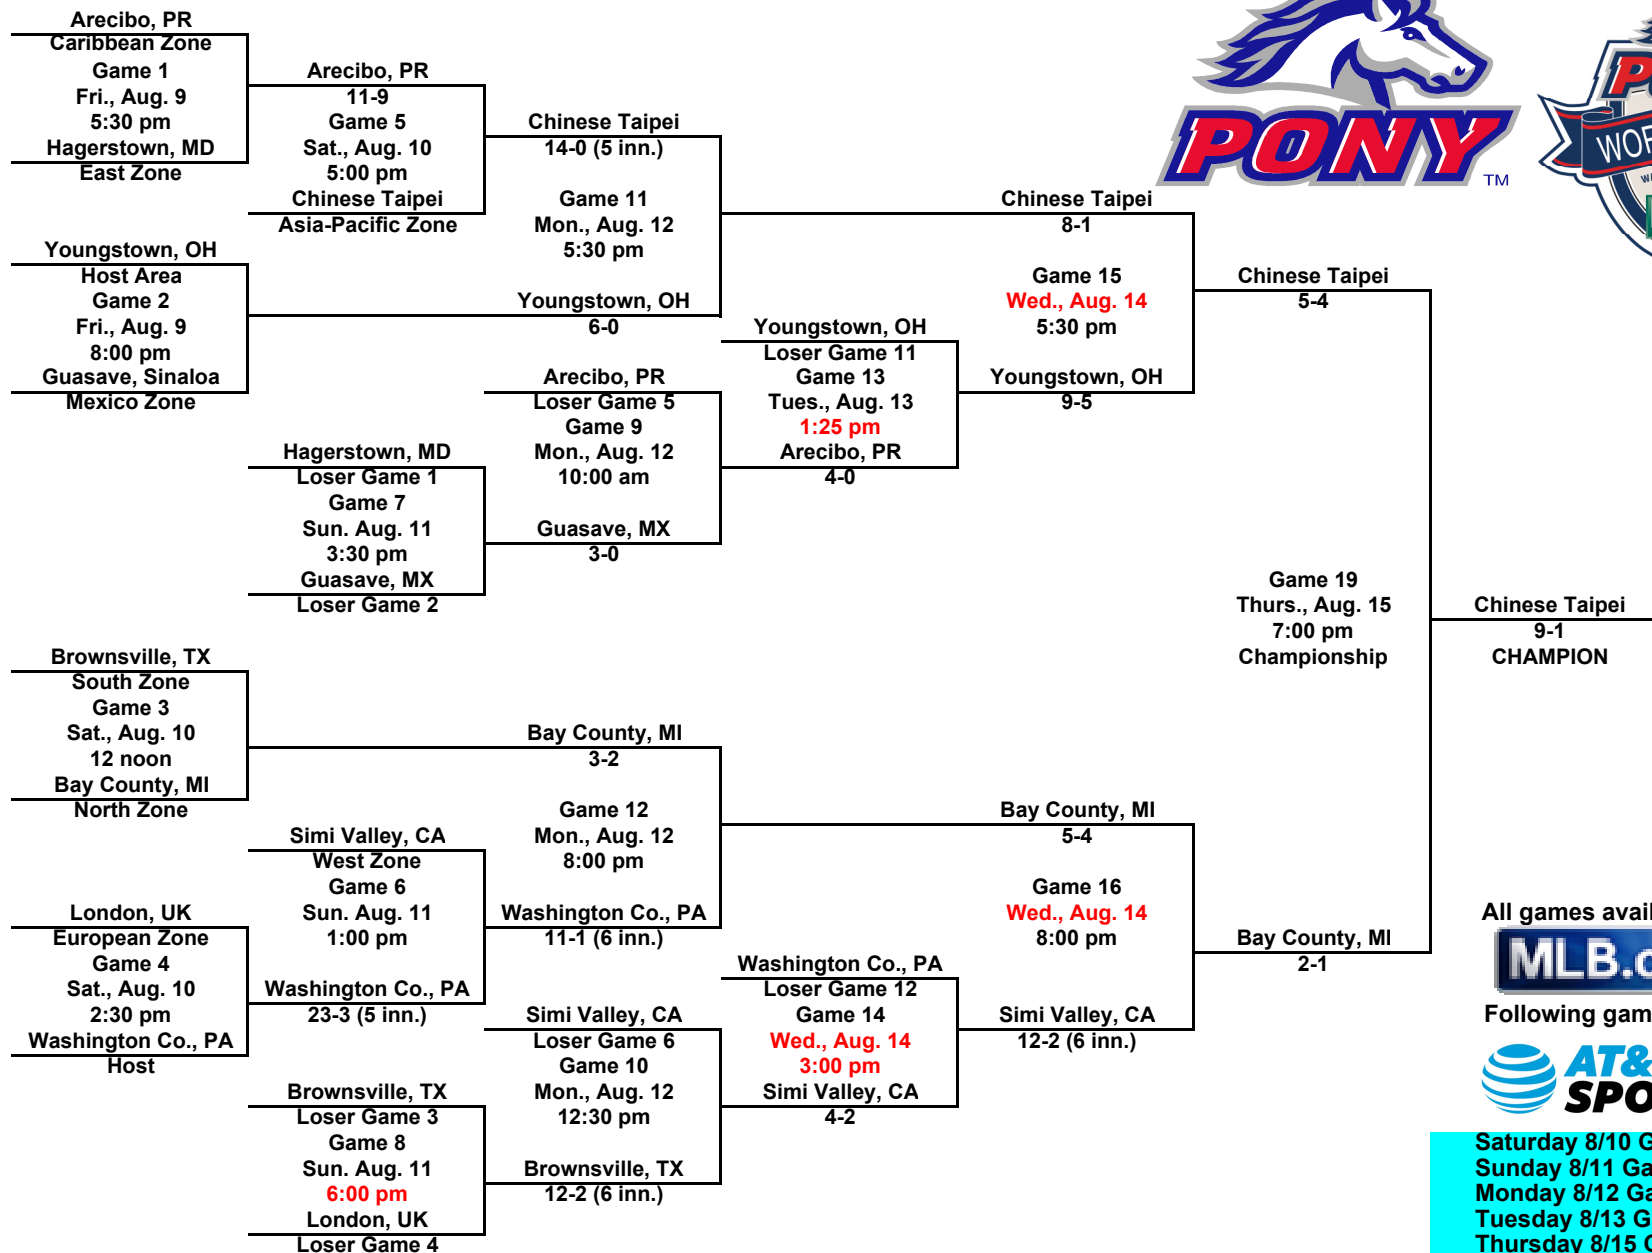 Arecibo, PR
Caribbean Zone
Game 1
Fri., Aug. 9
5:30 pm
Hagerstown, MD
East Zone
Youngstown, OH
Host Area
Game 2
Fri., Aug. 9
8:00 pm
Guasave, Sinaloa
Mexico Zone
Brownsville, TX
South Zone
Game 3
Sat., Aug. 10
12 noon
Bay County, MI
North Zone
London, UK
European Zone
Game 4
Sat., Aug. 10
2:30 pm
Washington Co., PA
Host
Arecibo, PR
11-9
Game 5
Sat., Aug. 10
5:00 pm
Chinese Taipei
Asia-Pacific Zone
Hagerstown, MD
Loser Game 1
Game 7
Sun. Aug. 11
3:30 pm
Guasave, MX
Loser Game 2
Simi Valley, CA
West Zone
Game 6
Sun. Aug. 11
1:00 pm
Washington Co., PA
23-3 (5 inn.)
Brownsville, TX
Loser Game 3
Game 8
Sun. Aug. 11
6:00 pm
London, UK
Loser Game 4
Chinese Taipei
14-0 (5 inn.)
Game 11
Mon., Aug. 12
5:30 pm
Youngstown, OH
6-0
Arecibo, PR
Loser Game 5
Game 9
Mon., Aug. 12
10:00 am
Guasave, MX
3-0
Bay County, MI
3-2
Game 12
Mon., Aug. 12
8:00 pm
Washington Co., PA
11-1 (6 inn.)
Simi Valley, CA
Loser Game 6
Game 10
Mon., Aug. 12
12:30 pm
Brownsville, TX
12-2 (6 inn.)
Youngstown, OH
Loser Game 11
Game 13
Tues., Aug. 13
1:25 pm
Arecibo, PR
4-0
Washington Co., PA
Loser Game 12
Game 14
Wed., Aug. 14
3:00 pm
Simi Valley, CA
4-2
Chinese Taipei
8-1
Game 15
Wed., Aug. 14
5:30 pm
Youngstown, OH
9-5
Bay County, MI
5-4
Game 16
Wed., Aug. 14
8:00 pm
Simi Valley, CA
12-2 (6 inn.)
Chinese Taipei
5-4
Game 19
Thurs., Aug. 15
7:00 pm
Championship
Bay County, MI
2-1
Chinese Taipei
9-1
CHAMPION
PONY
TM
All games
MLB.
Following
AT&
Saturday 8/10
Sunday 8/11
Monday 8/12
Tuesday 8/13
Thursday 8/15